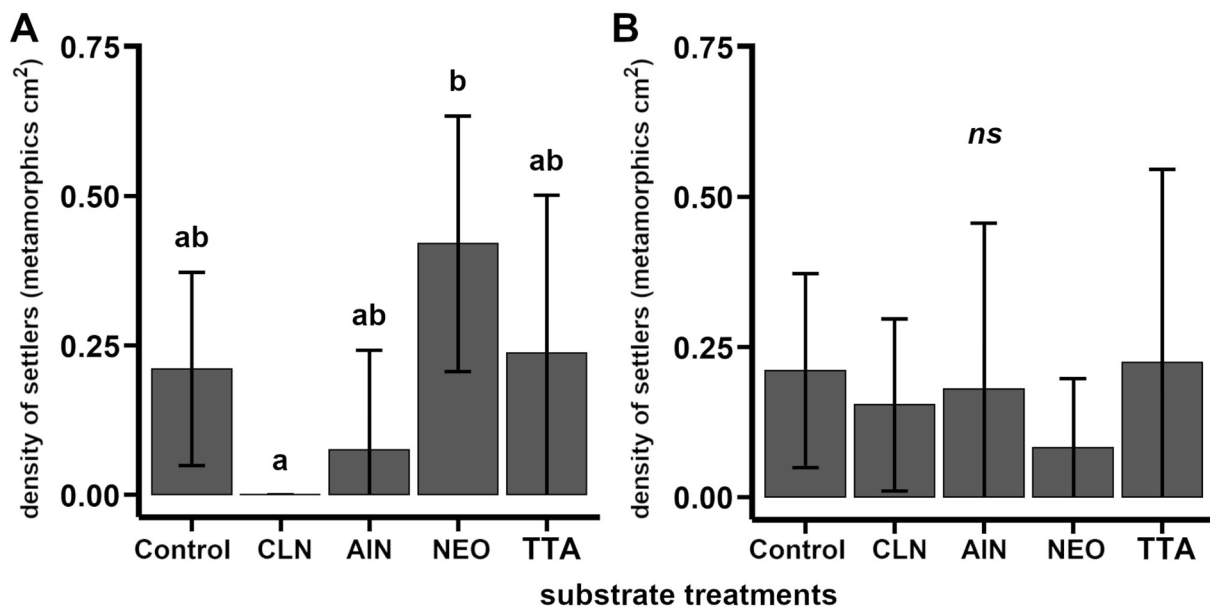 A
density of settlers (metamorphics cm²)
0.75
0.50
0.25
0.00
ab
a
ab
b
ab
Control CLN AIN NEO TTA
B
density of settlers (metamorphics cm²)
0.75
0.50
0.25
0.00
ns
Control CLN AIN NEO TTA
substrate treatments